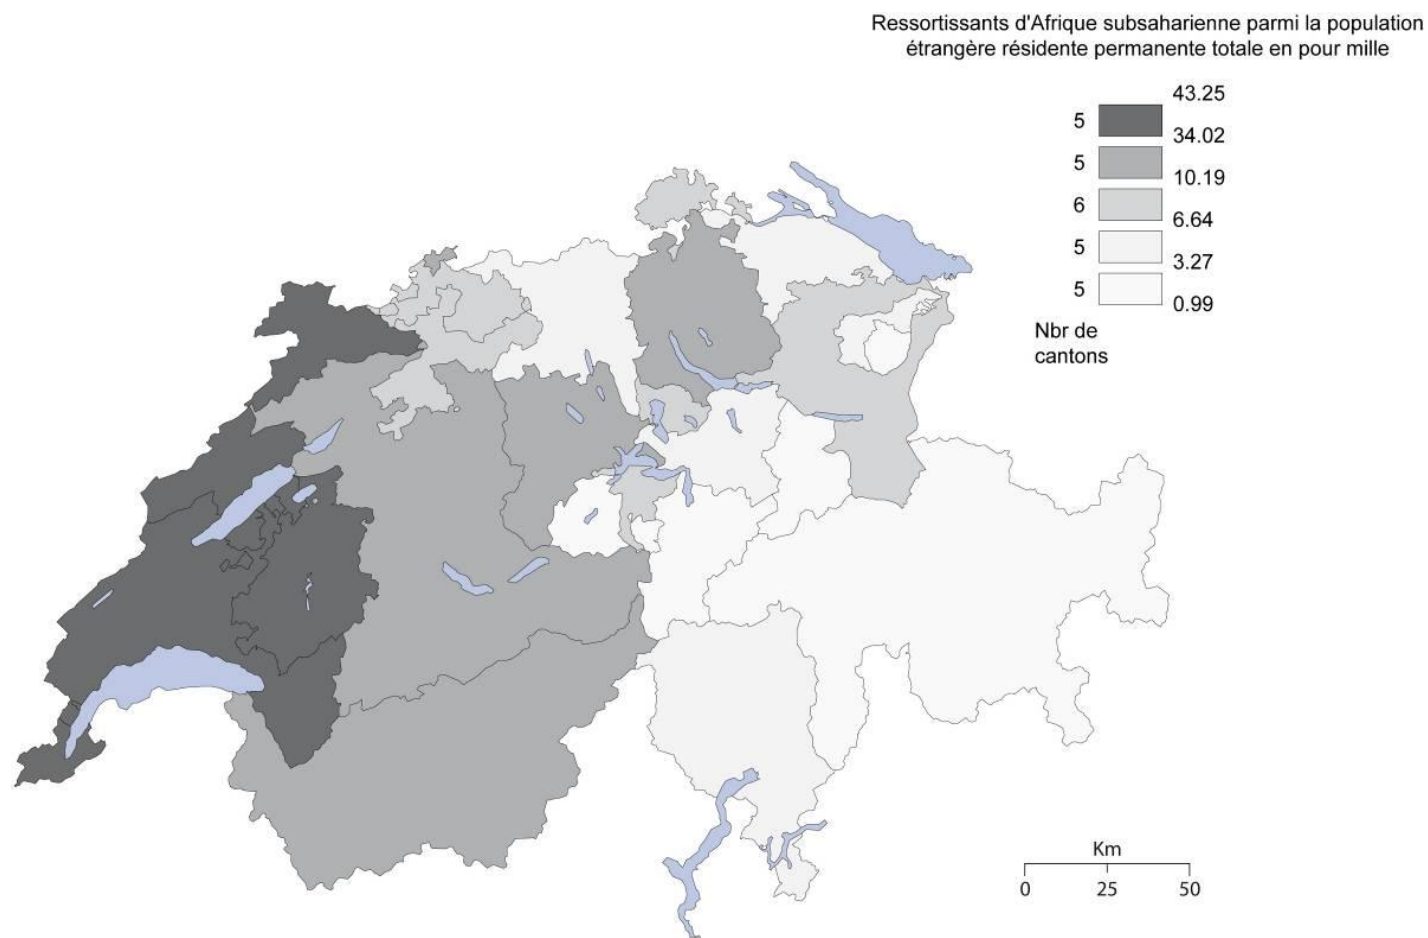 Ressortissants d'Afrique subsaharienne parmi la population
étrangère résidente permanente totale en pour mille
43.25
5
34.02
5
10.19
6
6.64
5
3.27
5
0.99
Nbr de
cantons
Km
0 25 50